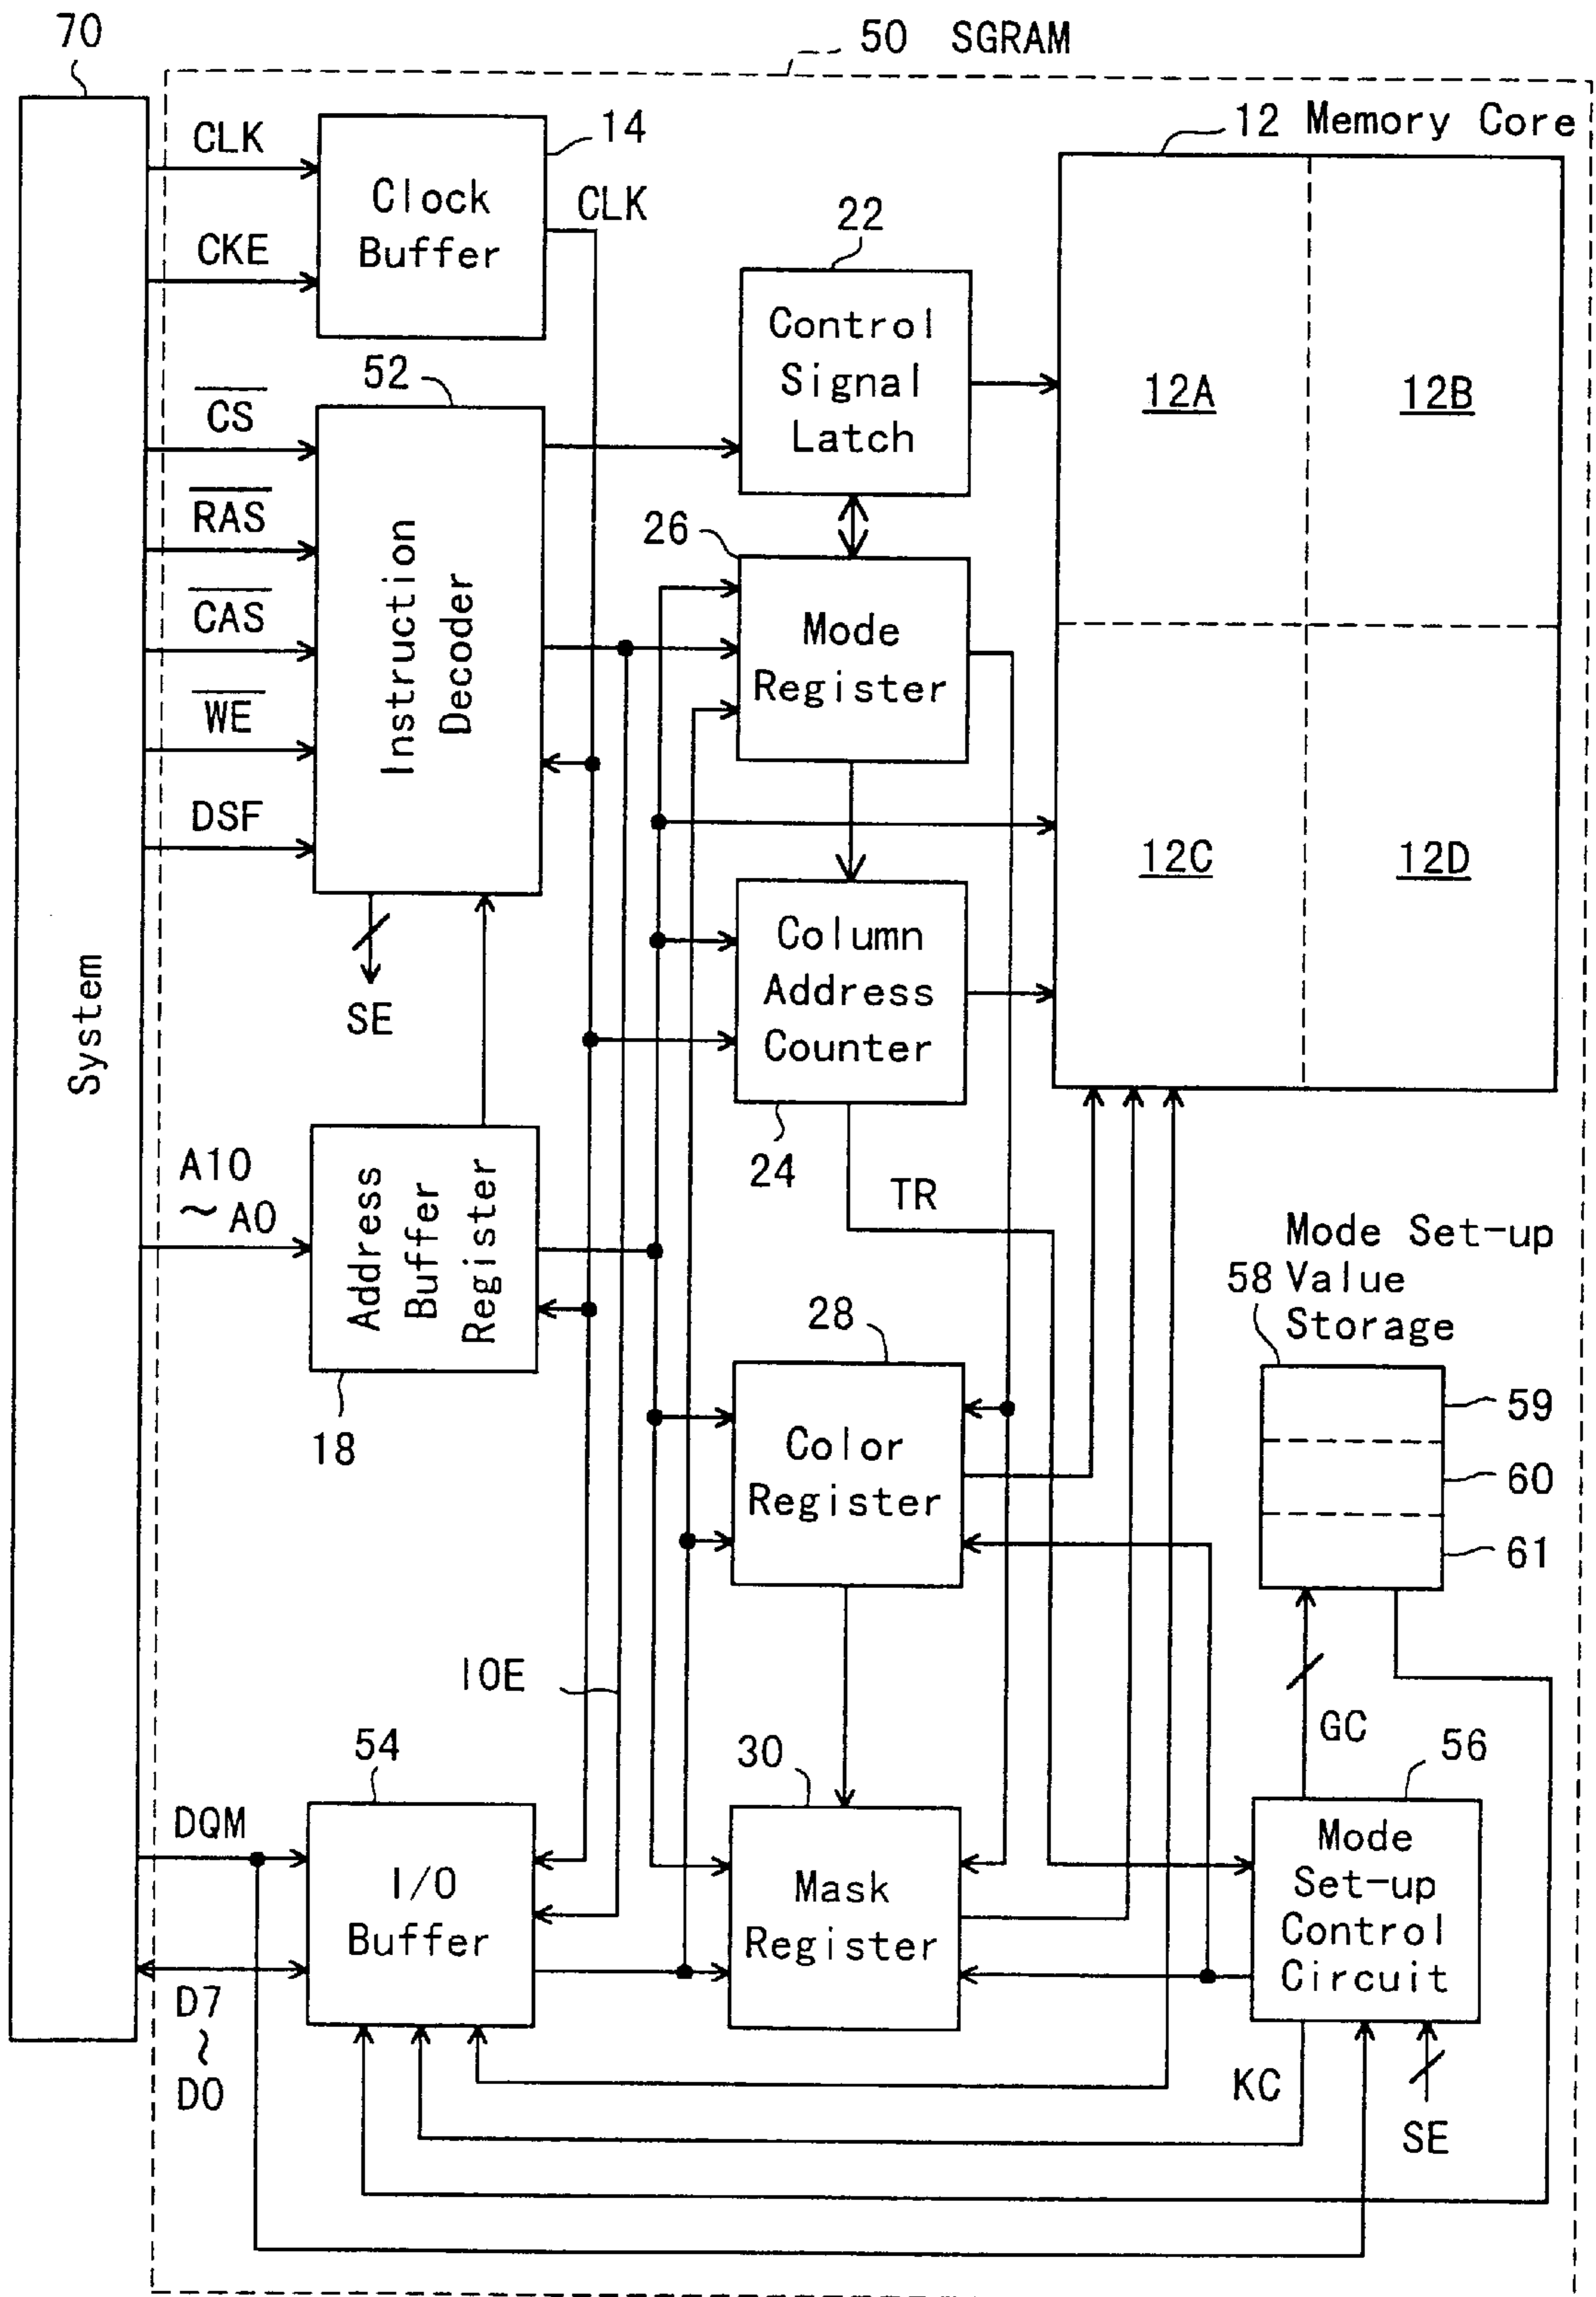 70
50 SGRAM
CLK
Clock
Buffer
14
CLK
CKE
12 Memory Core
22
Control
Signal
Latch
12A
12B
52
CS
RAS
CAS
WE
DSF
Instruction
Decoder
SE
26
Mode
Register
12C
12D
Column
Address
Counter
24
TR
System
A10
~A0
Address
Buffer
Register
18
Mode Set-up
58 Value
Storage
59
60
61
28
Color
Register
IOE
GC
56
54
30
DQM
I/O
Buffer
Mask
Register
Mode
Set-up
Control
Circuit
D7
~
D0
KC
SE